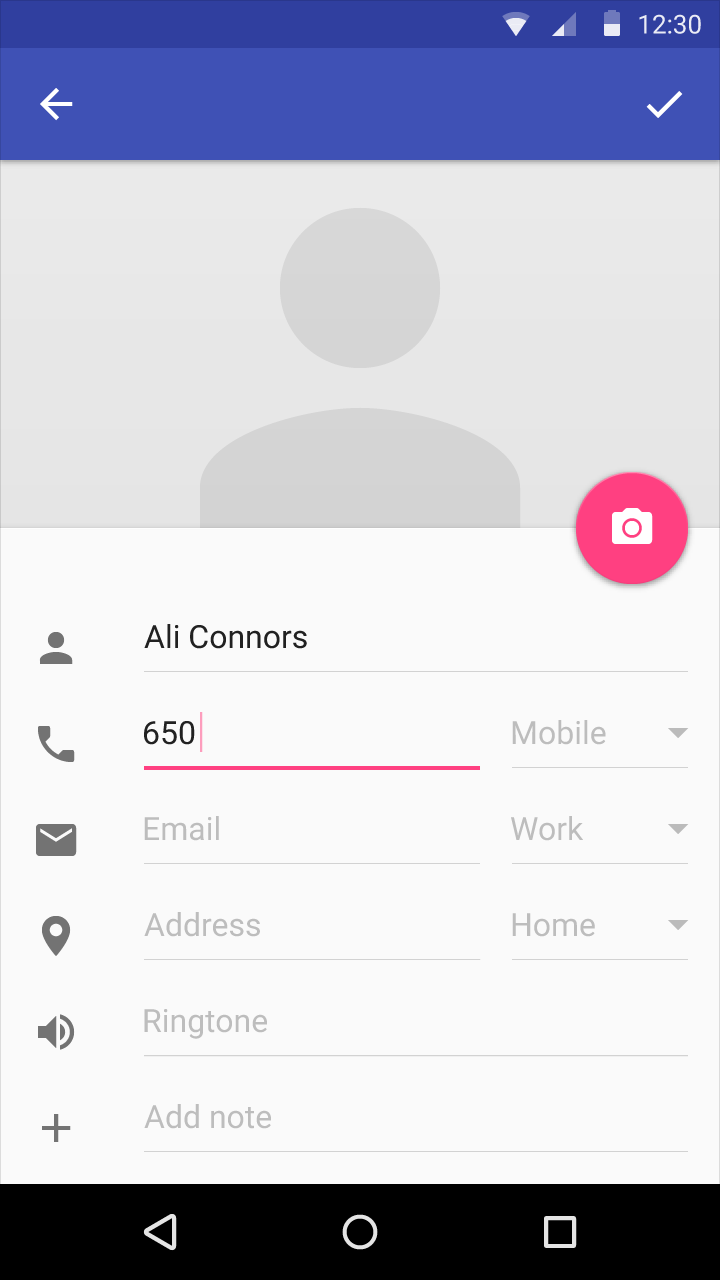 12:30
Ali Connors
650 Mobile
Email Work
Address Home
Ringtone
Add note